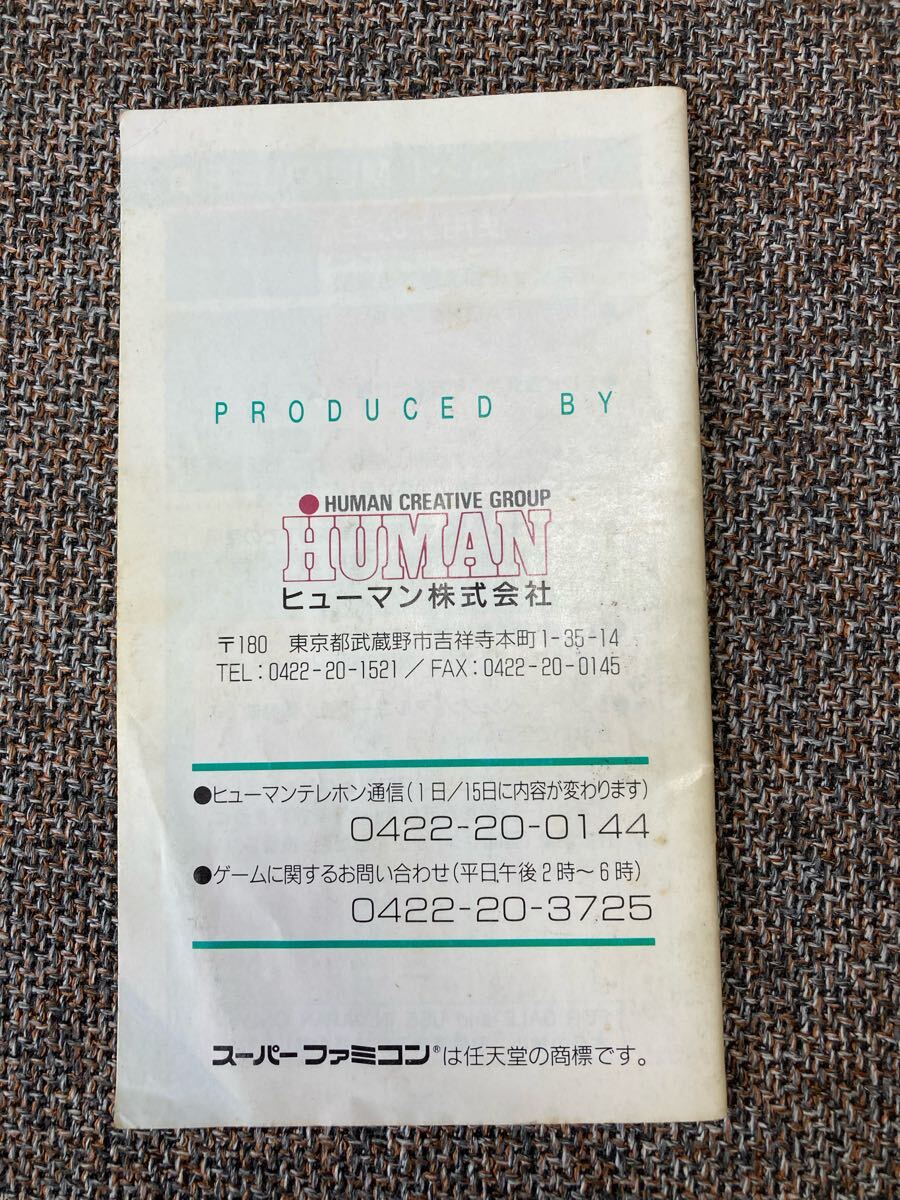 PRODUCED BY
HUMAN CREATIVE GROUP
HUMAN
ヒューマン株式会社
〒180 東京都武蔵野市吉祥寺本町1-35-14
TEL:0422-20-1521/FAX:0422-20-0145
●ヒューマンテレホン通信(1日/15日に内容が変わります)
0422-20-0144
●ゲームに関するお問い合わせ(平日,午後2時〜6時)
0422-20-3725
スーパーファミコン®は任天堂の商標です。